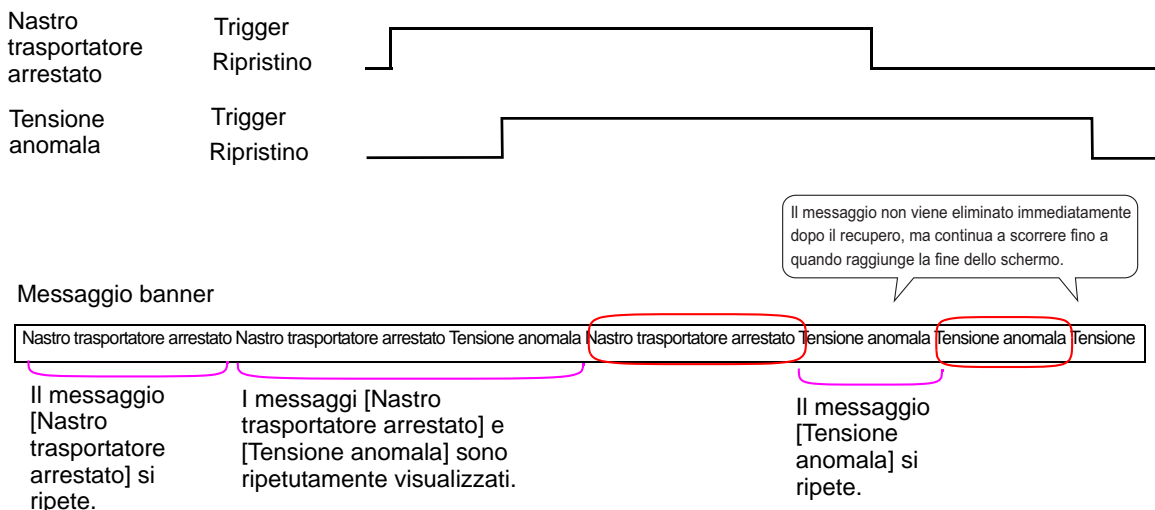 Nastro
trasportatore
arrestato
Trigger
Ripristino
Tensione
anomala
Trigger
Ripristino
Il messaggio non viene eliminato immediatamente
dopo il recupero, ma continua a scorrere fino a
quando raggiunge la fine dello schermo.
Messaggio banner
Nastro trasportatore arrestato Nastro trasportatore arrestato Tensione anomala Nastro trasportatore arrestato Tensione anomala Tensione anomala Tensione
Il messaggio
[Nastro
trasportatore
arrestato] si
ripete.
I messaggi [Nastro
trasportatore arrestato] e
[Tensione anomala] sono
ripetutamente visualizzati.
Il messaggio
[Tensione
anomala] si
ripete.